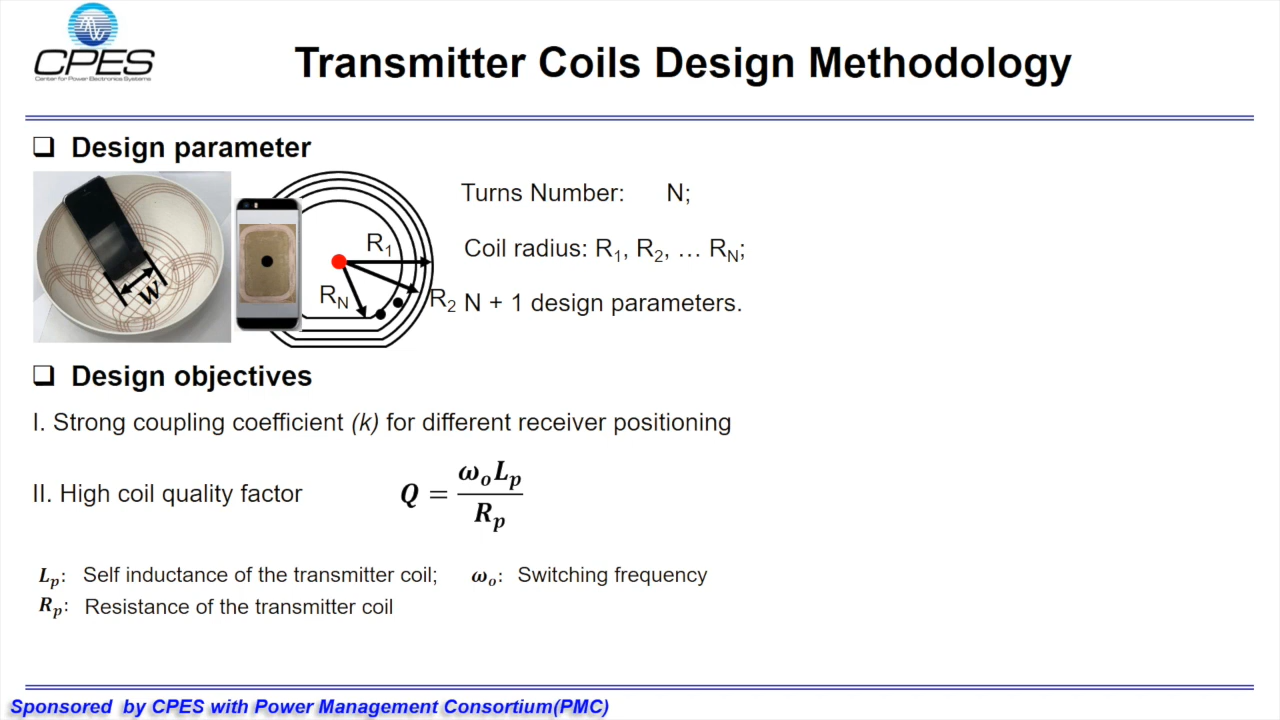 CPES
Center for Power Electronics Systems
Transmitter Coils Design Methodology
❑ Design parameter
W
R₁
R_N
R₂
Turns Number: N;
Coil radius: R₁, R₂, … R_N;
N + 1 design parameters.
❑ Design objectives
I. Strong coupling coefficient (k) for different receiver positioning
II. High coil quality factor Q = ωₒLₚ / Rₚ
Lₚ: Self inductance of the transmitter coil; ωₒ: Switching frequency
Rₚ: Resistance of the transmitter coil
Sponsored by CPES with Power Management Consortium(PMC)